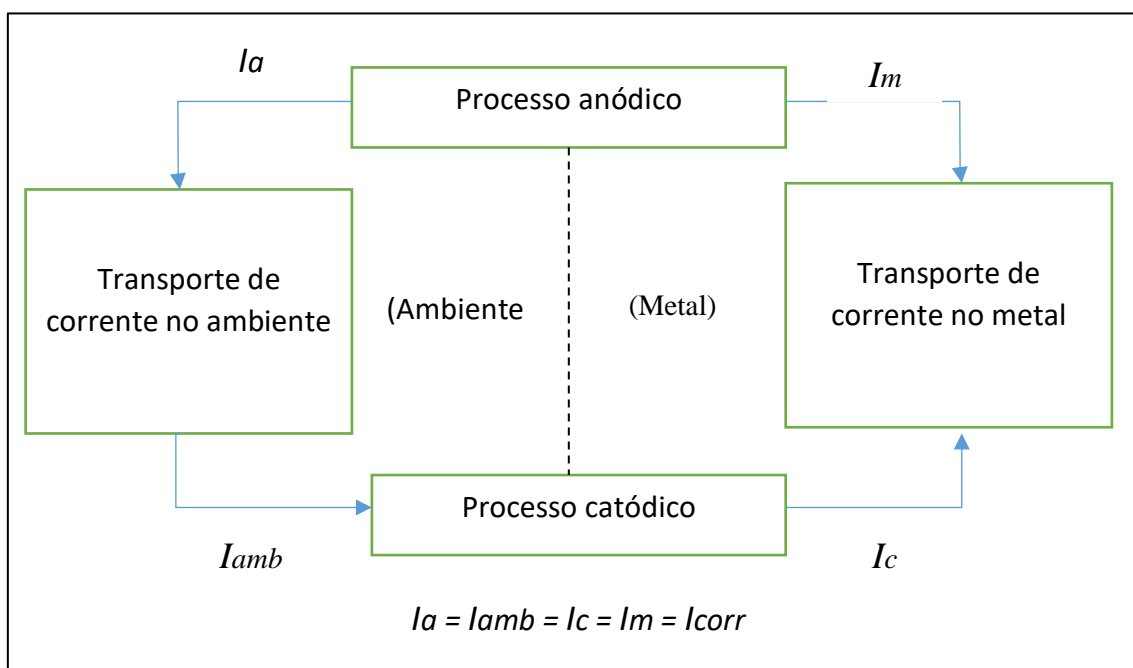 Ia
Processo anódico
Im
Transporte de
corrente no ambiente
(Ambiente
(Metal)
Transporte de
corrente no metal
Processo catódico
Iamb
Ic
Ia = Iamb = Ic = Im = Icorr